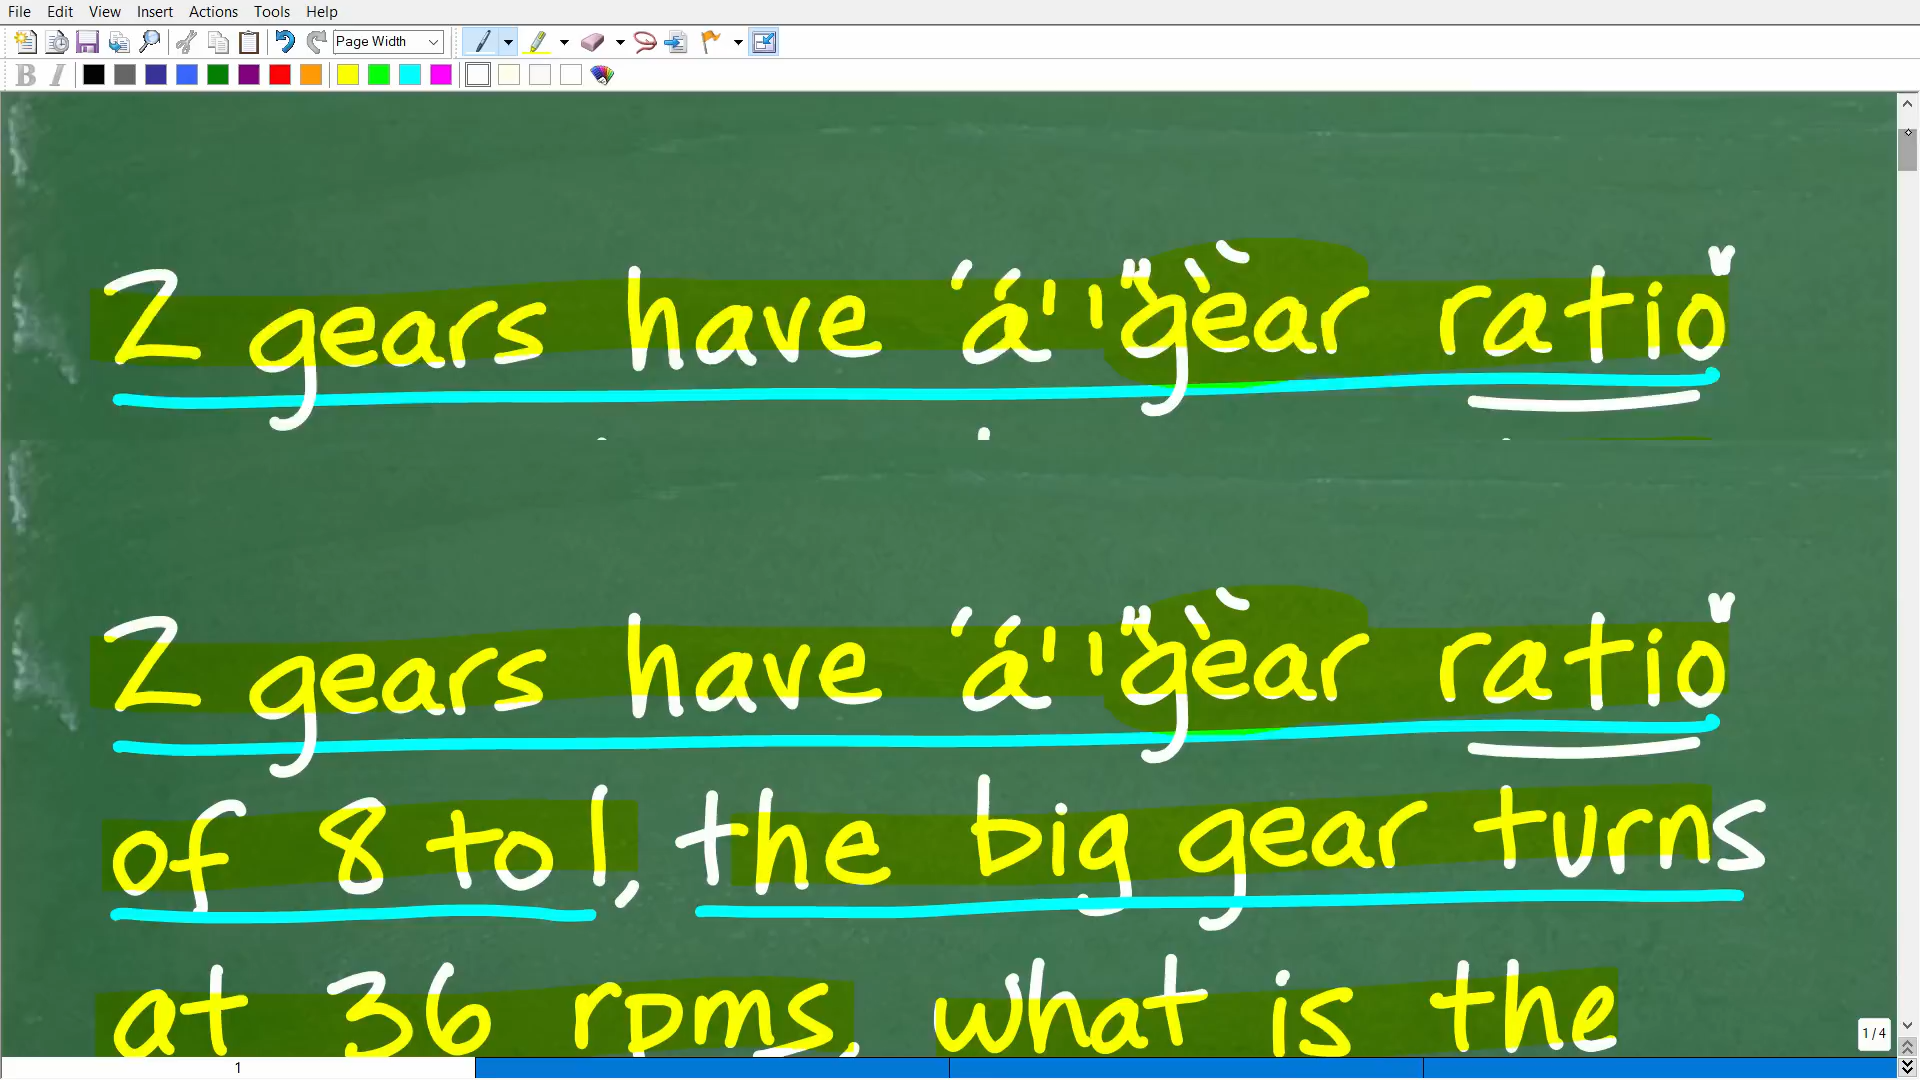 File Edit View Insert Actions Tools Help
Page Width
B I
2 gears have a "gear ratio"
2 gears have a "gear ratio"
of 8 to 1, the big gear turns
at 36 rpms, what is the
1 / 4
1